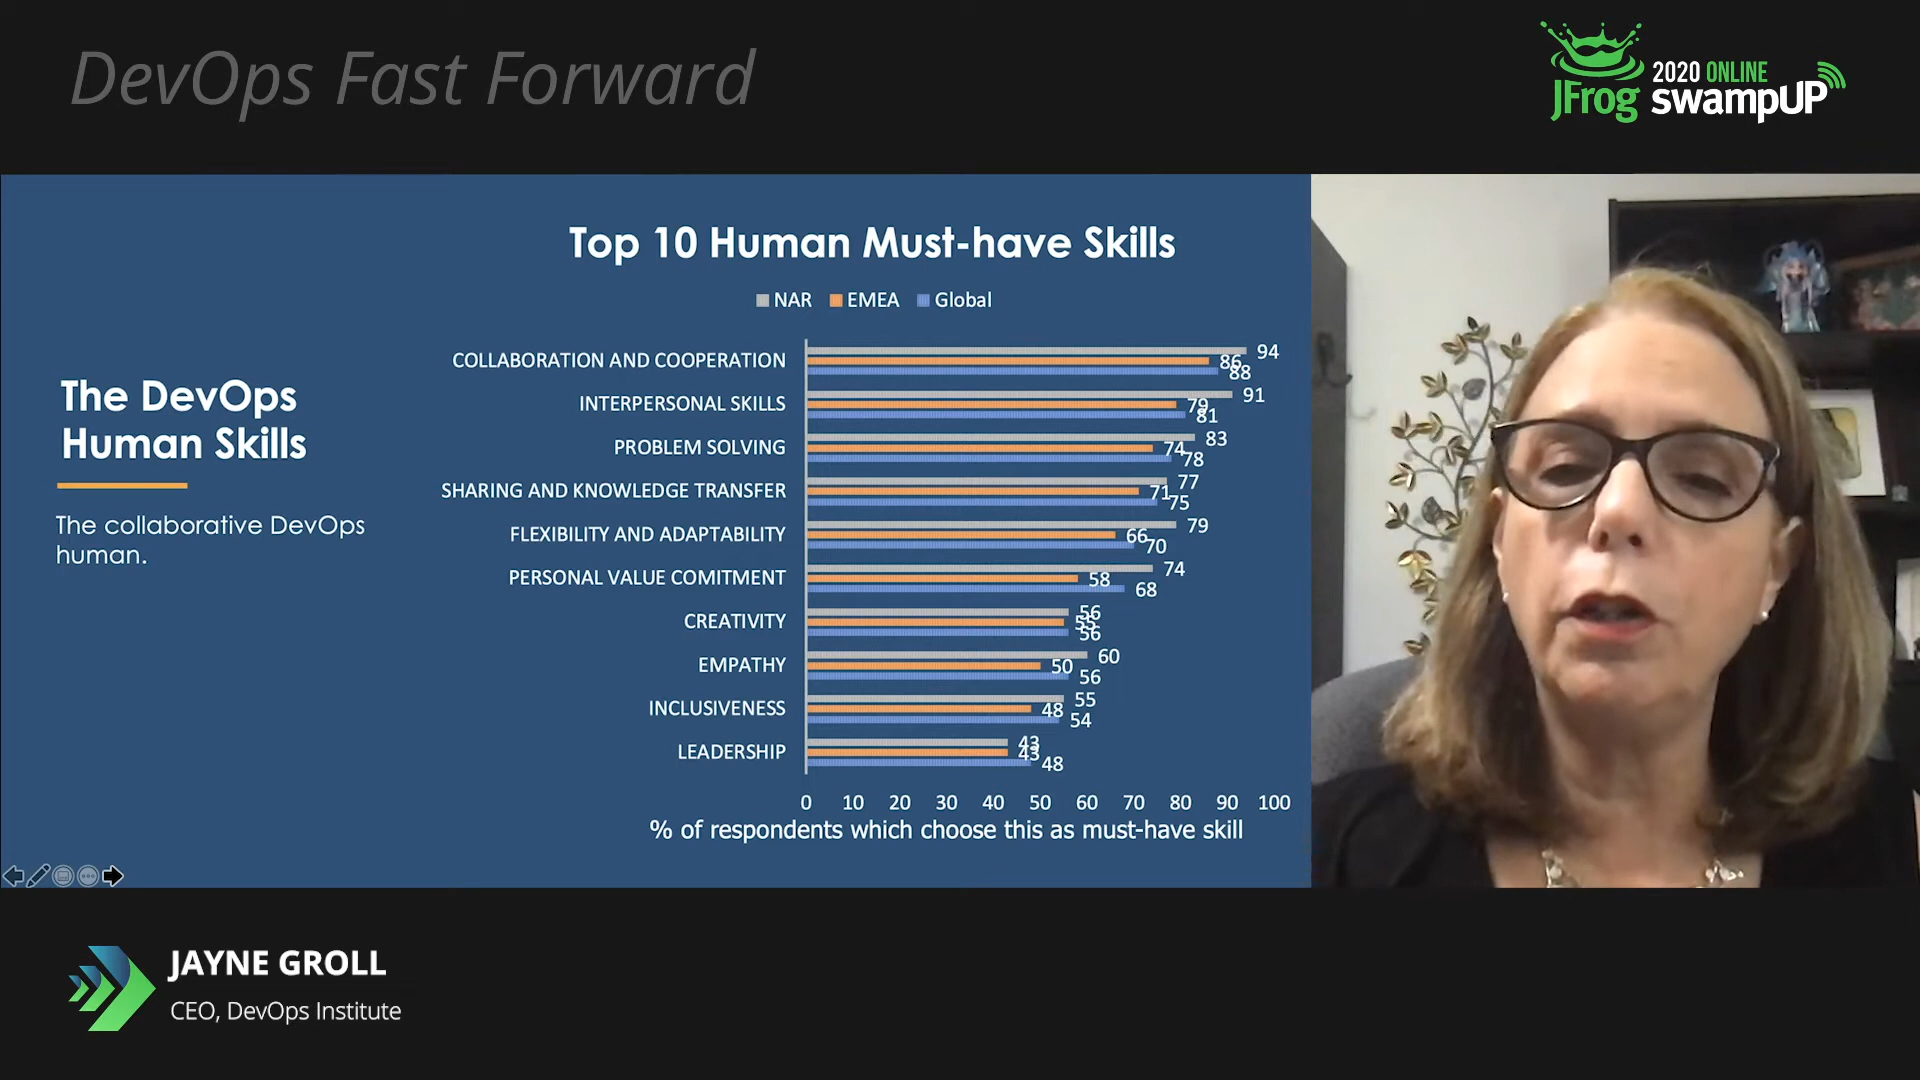 DevOps Fast Forward
JFrog
2020 ONLINE
swampUP
Top 10 Human Must-have Skills
NAR EMEA Global
The DevOps
Human Skills
The collaborative DevOps
human.
COLLABORATION AND COOPERATION 94 86 88
INTERPERSONAL SKILLS 91 79 81
PROBLEM SOLVING 83 74 78
SHARING AND KNOWLEDGE TRANSFER 77 71 75
FLEXIBILITY AND ADAPTABILITY 79 66 70
PERSONAL VALUE COMITMENT 74 58 68
CREATIVITY 56 55 56
EMPATHY 60 50 56
INCLUSIVENESS 55 48 54
LEADERSHIP 43 43 48
0 10 20 30 40 50 60 70 80 90 100
% of respondents which choose this as must-have skill
JAYNE GROLL
CEO, DevOps Institute